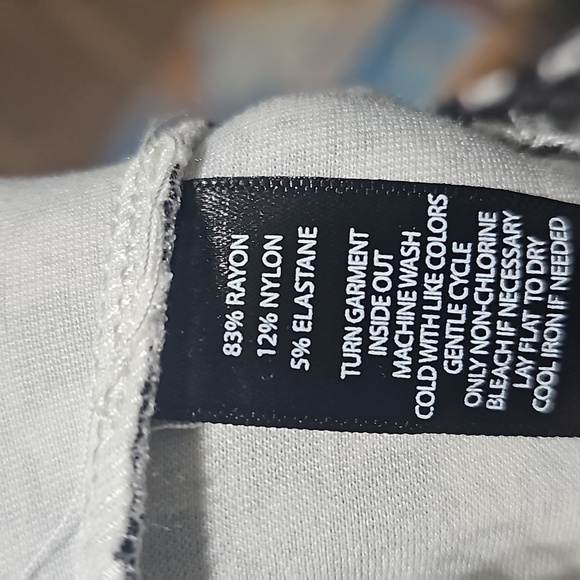 83% RAYON
12% NYLON
5% ELASTANE
TURN GARMENT
INSIDE OUT
MACHINE WASH
COLD WITH LIKE COLORS
GENTLE CYCLE
ONLY NON-CHLORINE
BLEACH IF NECESSARY
LAY FLAT TO DRY
COOL IRON IF NEEDED